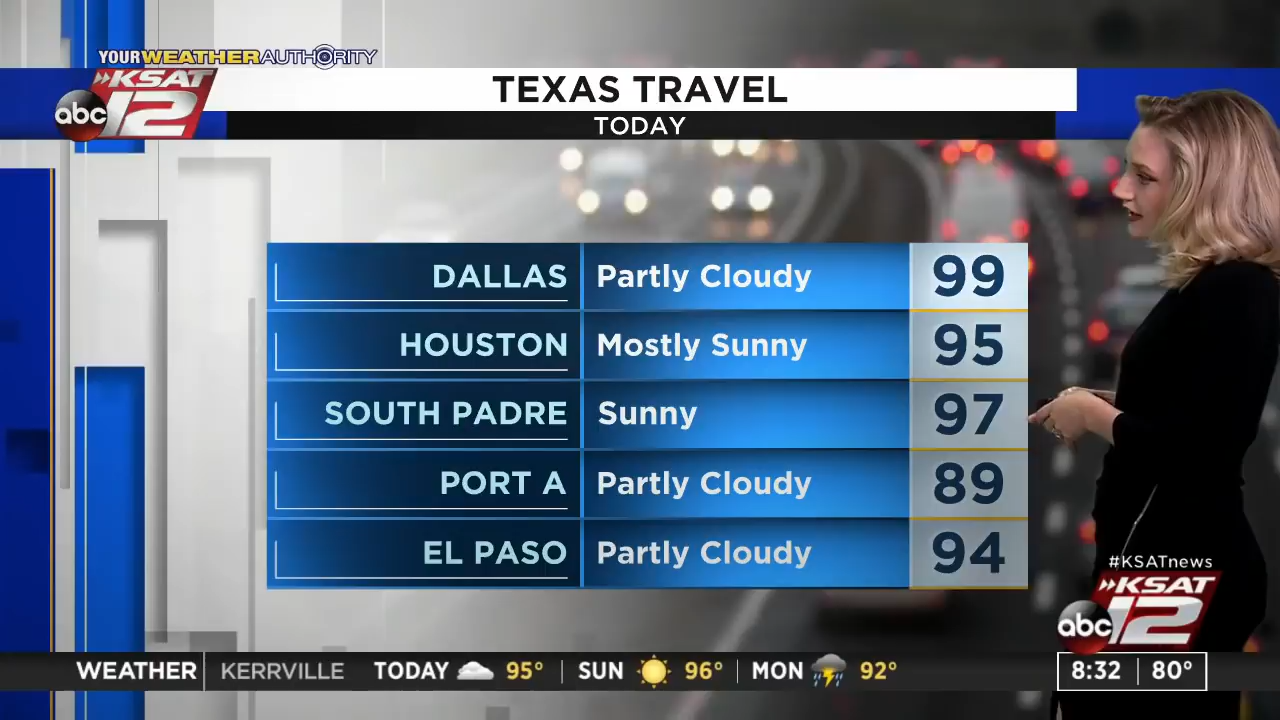 YOUR WEATHER AUTHORITY
KSAT
abc 12
TEXAS TRAVEL
TODAY
DALLAS Partly Cloudy 99
HOUSTON Mostly Sunny 95
SOUTH PADRE Sunny 97
PORT A Partly Cloudy 89
EL PASO Partly Cloudy 94
#KSATnews
KSAT
abc 12
WEATHER KERRVILLE TODAY 95° SUN 96° MON 92° 8:32 80°